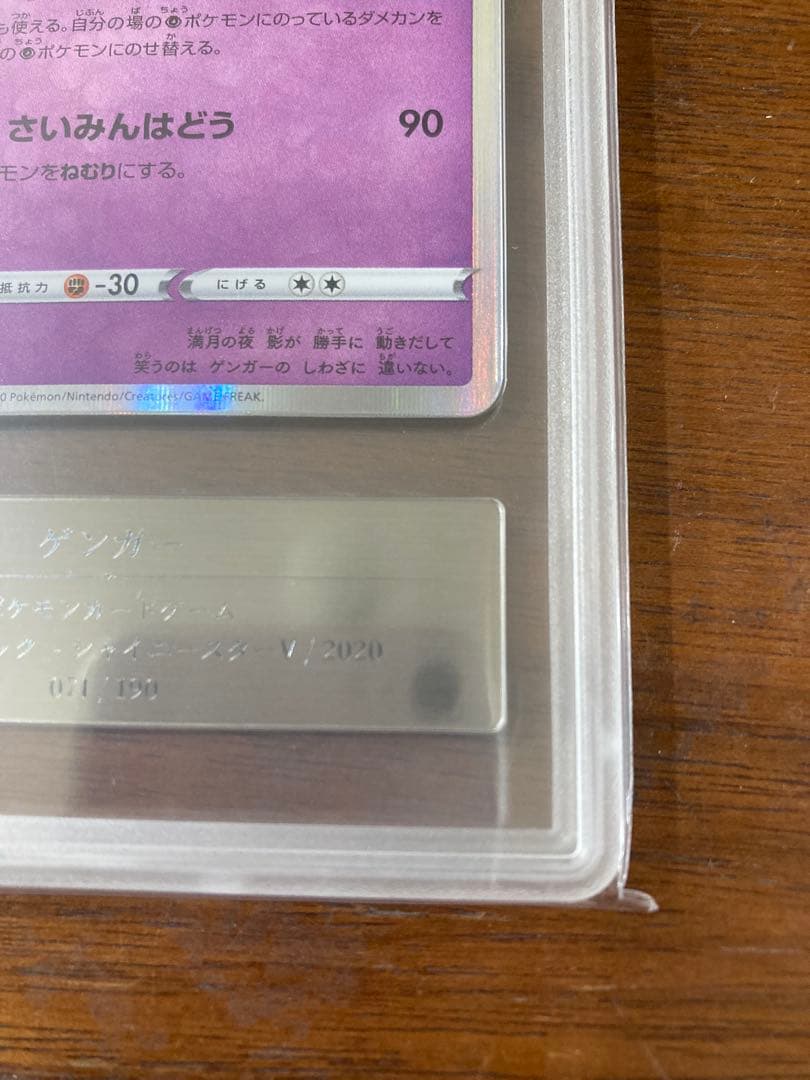 も使える。自分の場のポケモンにのっているダメカンを
のポケモンにのせ替える。
さいみんはどう 90
モンをねむりにする。
抵抗力 -30 にげる
満月の夜 影が 勝手に 動きだして
笑うのは ゲンガーの しわざに 違いない。
0 Pokémon/Nintendo/Creatures/GAME FREAK.
ゲンガー
ポケモンカードゲーム
ック - シャイニースターV/2020
071/190